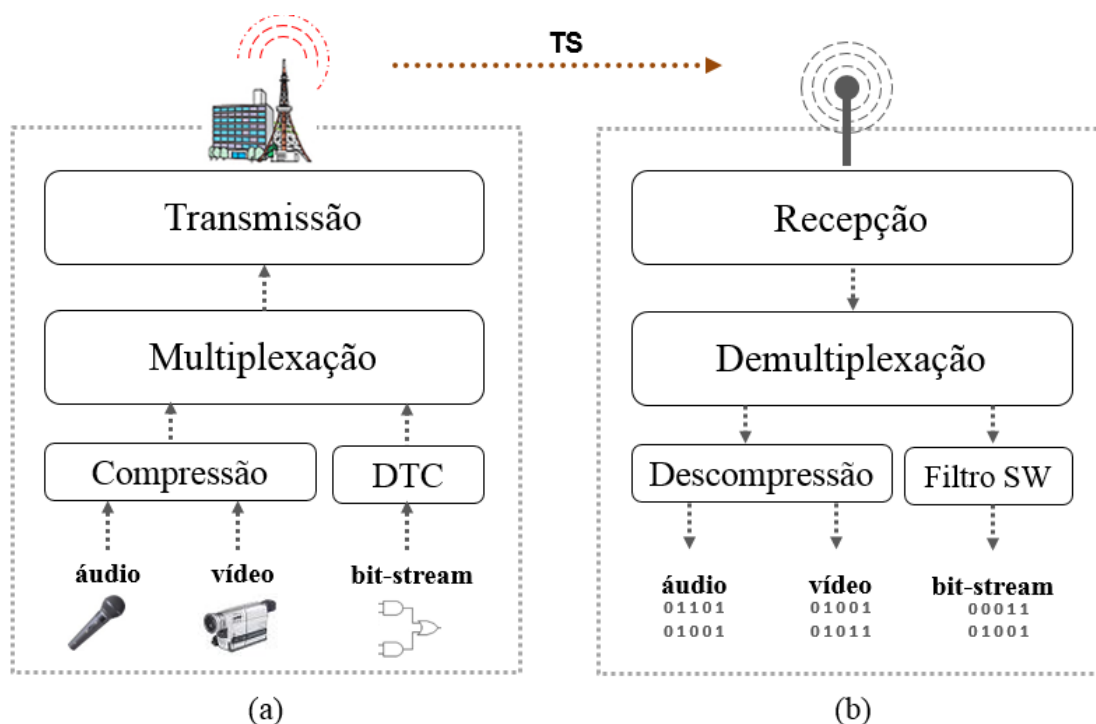 TS
Transmissão
Multiplexação
Compressão
DTC
áudio
vídeo
bit-stream
(a)
Recepção
Demultiplexação
Descompressão
Filtro SW
áudio
vídeo
bit-stream
01101
01001
00011
01001
01011
01001
(b)